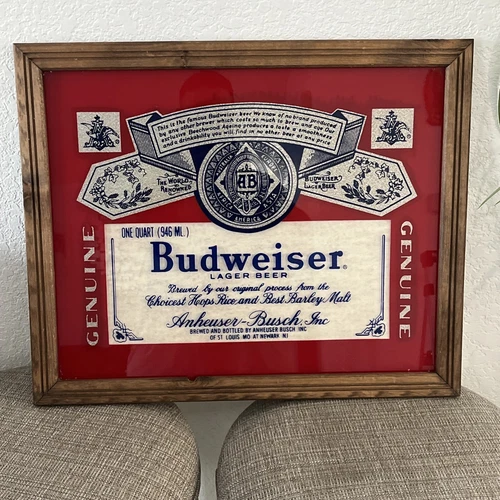 This is the famous Budweiser beer. We know of no brand produced
by any other brewer which costs so much to brew and age. Our
exclusive Beechwood Ageing produces a taste, a smoothness
and a drinkability you will find in no other beer at any price.
THE WORLD
RENOWNED
AB
AMERICA
BUDWEISER
LAGER BEER
GENUINE
GENUINE
ONE QUART (946 ML.)
Budweiser®
LAGER BEER
Brewed by our original process from the
Choicest Hops, Rice and Best Barley Malt
Anheuser-Busch, Inc
BREWED AND BOTTLED BY ANHEUSER BUSCH INC
OF ST LOUIS MO AT NEWARK NJ